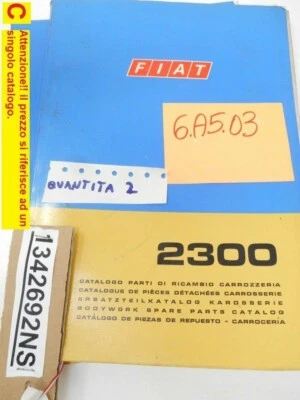 C Attenzione!! il prezzo si riferisce ad un
singolo catalogo.
FIAT
6.A5.03
QUANTITA 2
1342692NS
2300
CATALOGO PARTI DI RICAMBIO CARROZZERIA
CATALOGUE DE PIÈCES DÉTACHÉES CARROSSERIE
ERSATZTEILKATALOG KAROSSERIE
BODYWORK SPARE PARTS CATALOG
CATÁLOGO DE PIEZAS DE REPUESTO - CARROCERÍA